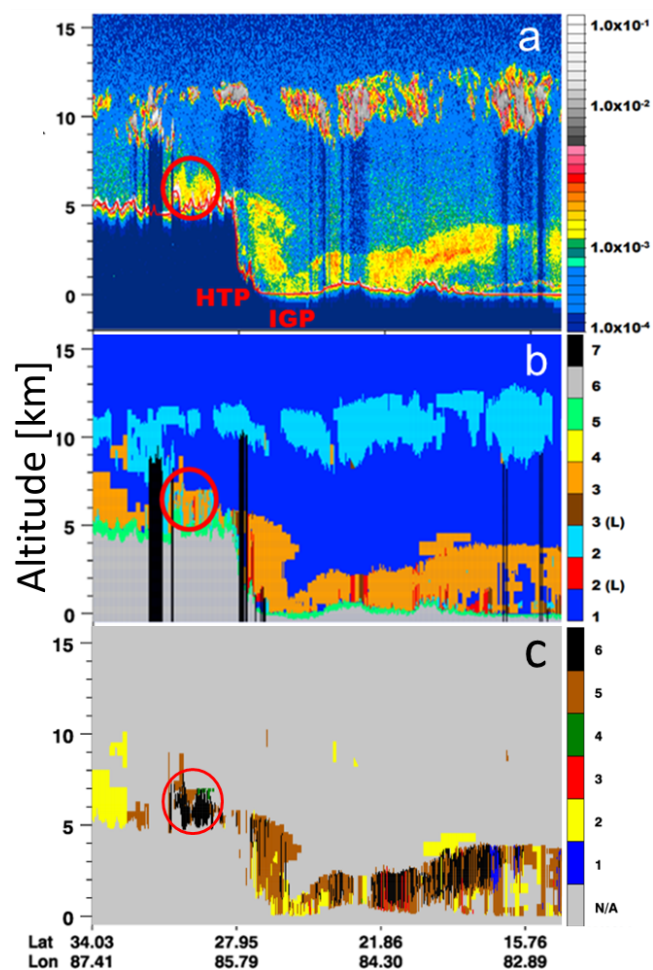 Altitude [km]
a
15
10
5
0
HTP
IGP
1.0x10⁻¹
1.0x10⁻²
1.0x10⁻³
1.0x10⁻⁴
b
15
10
5
0
7
6
5
4
3
3 (L)
2
2 (L)
1
c
15
10
5
0
6
5
4
3
2
1
N/A
Lat 34.03 27.95 21.86 15.76
Lon 87.41 85.79 84.30 82.89